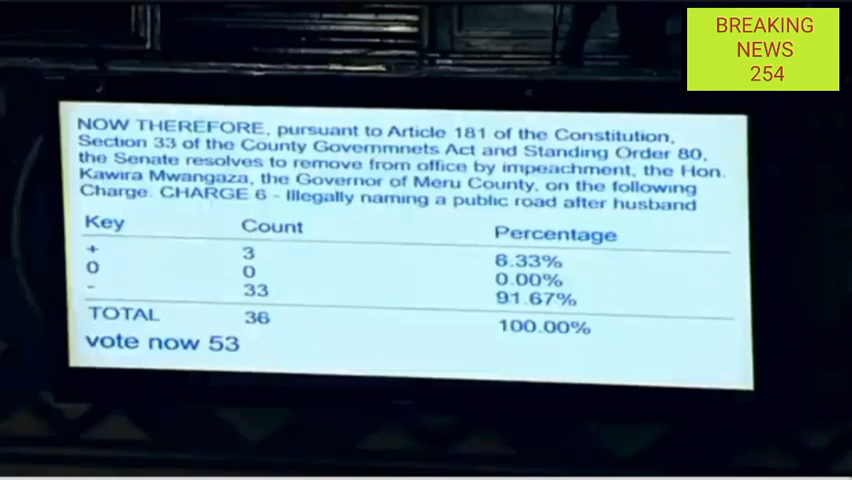 BREAKING
NEWS
254
NOW THEREFORE, pursuant to Article 181 of the Constitution,
Section 33 of the County Governmnets Act and Standing Order 80,
the Senate resolves to remove from office by impeachment, the Hon.
Kawira Mwangaza, the Governor of Meru County, on the following
Charge. CHARGE 6 - Illegally naming a public road after husband
Key Count Percentage
+ 3 8.33%
0 0 0.00%
- 33 91.67%
TOTAL 36 100.00%
vote now 53